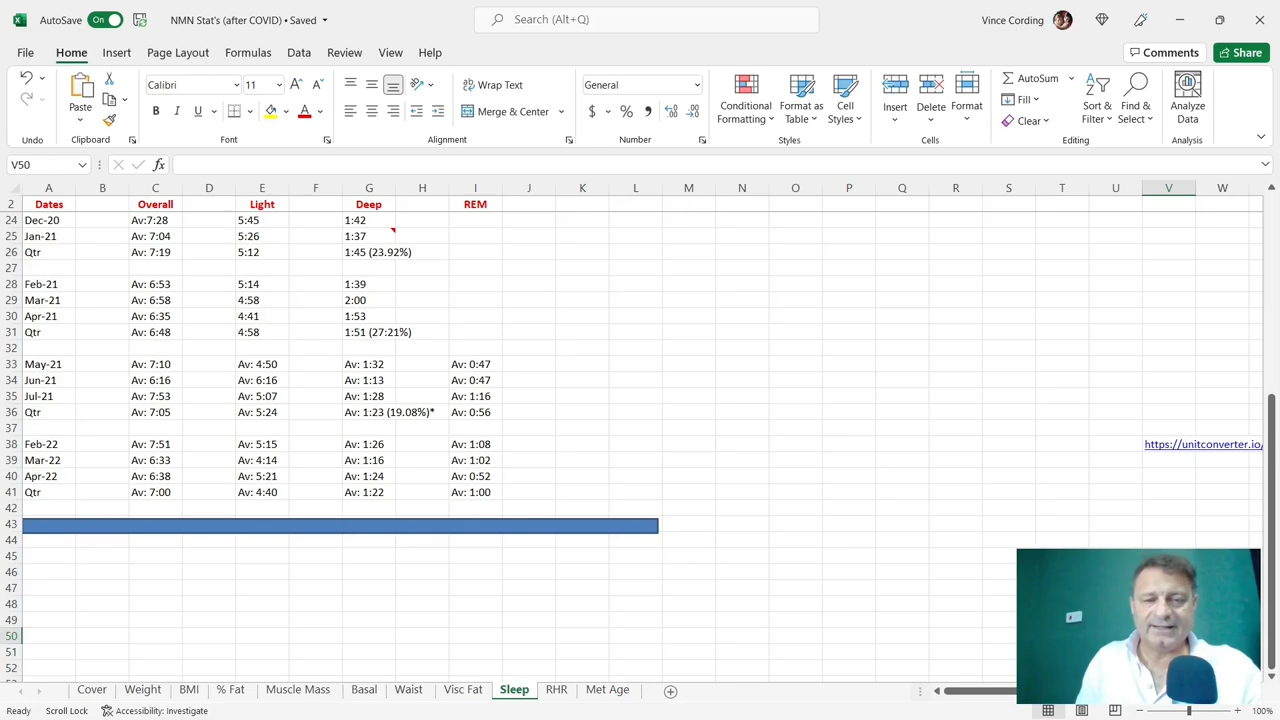 AutoSave On NMN Stat's (after COVID) • Saved Search (Alt+Q) Vince Cording
File Home Insert Page Layout Formulas Data Review View Help Comments Share
Paste Calibri 11 Wrap Text General Conditional Formatting Format as Table Cell Styles Insert Delete Format AutoSum Sort & Filter Find & Select Analyze Data
B I U Merge & Center $ % Fill
Clear
Undo Clipboard Font Alignment Number Styles Cells Editing Analysis
V50 fx
A B C D E F G H I J K L M N O P Q R S T U V W
2 Dates Overall Light Deep REM
24 Dec-20 Av:7:28 5:45 1:42
25 Jan-21 Av: 7:04 5:26 1:37
26 Qtr Av: 7:19 5:12 1:45 (23.92%)
27
28 Feb-21 Av: 6:53 5:14 1:39
29 Mar-21 Av: 6:58 4:58 2:00
30 Apr-21 Av: 6:35 4:41 1:53
31 Qtr Av: 6:48 4:58 1:51 (27:21%)
32
33 May-21 Av: 7:10 Av: 4:50 Av: 1:32 Av: 0:47
34 Jun-21 Av: 6:16 Av: 6:16 Av: 1:13 Av: 0:47
35 Jul-21 Av: 7:53 Av: 5:07 Av: 1:28 Av: 1:16
36 Qtr Av: 7:05 Av: 5:24 Av: 1:23 (19.08%)* Av: 0:56
37
38 Feb-22 Av: 7:51 Av: 5:15 Av: 1:26 Av: 1:08 https://unitconverter.io/
39 Mar-22 Av: 6:33 Av: 4:14 Av: 1:16 Av: 1:02
40 Apr-22 Av: 6:38 Av: 5:21 Av: 1:24 Av: 0:52
41 Qtr Av: 7:00 Av: 4:40 Av: 1:22 Av: 1:00
42
43
44
45
46
47
48
49
50
51
52
Cover Weight BMI % Fat Muscle Mass Basal Waist Visc Fat Sleep RHR Met Age
Ready Scroll Lock Accessibility: Investigate 100%